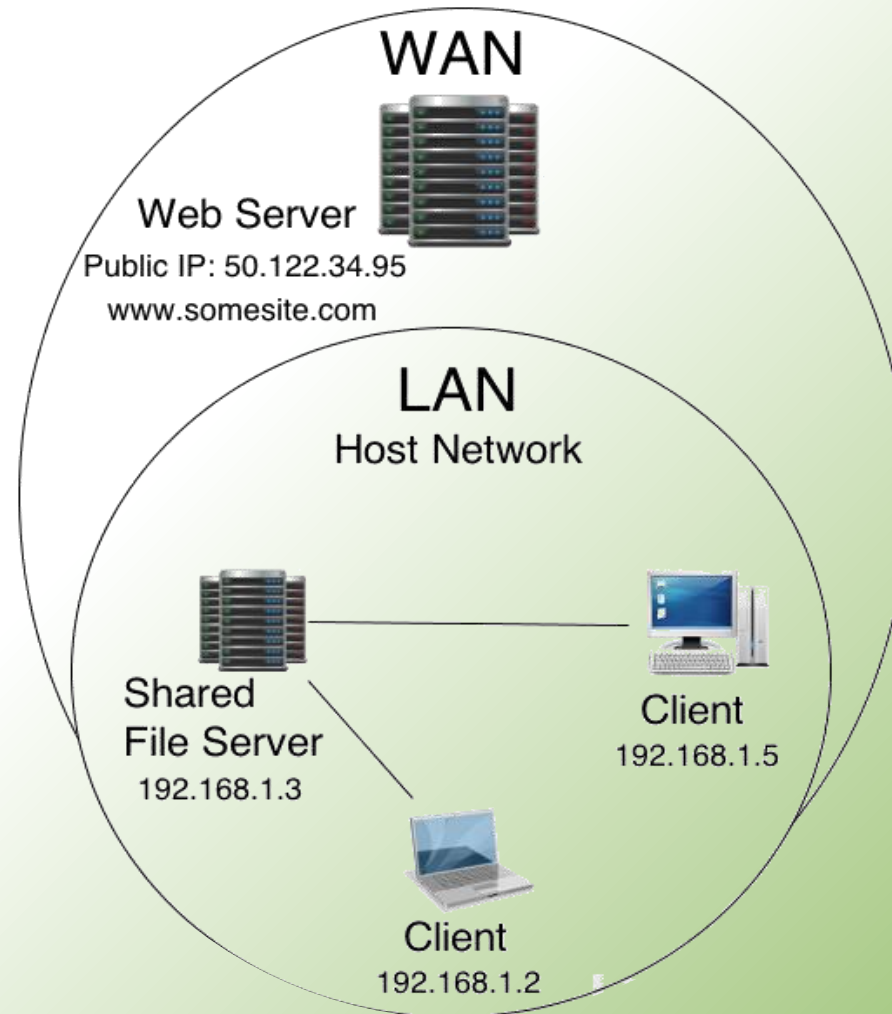 WAN
Web Server
Public IP: 50.122.34.95
www.somesite.com
LAN
Host Network
Shared
File Server
192.168.1.3
Client
192.168.1.5
Client
192.168.1.2